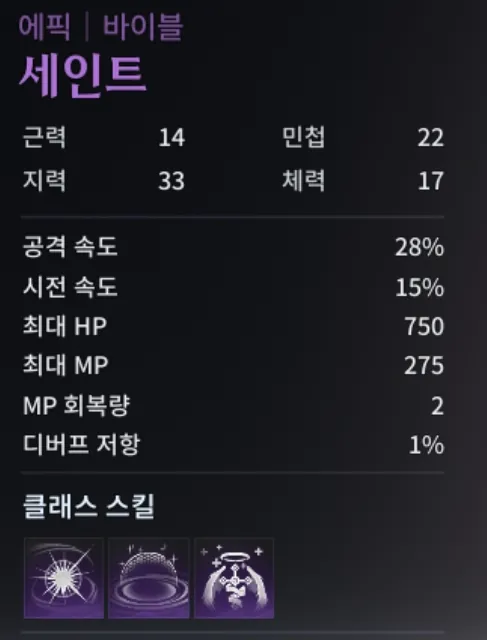 에픽 | 바이블
세인트
근력 14 민첩 22
지력 33 체력 17
공격 속도 28%
시전 속도 15%
최대 HP 750
최대 MP 275
MP 회복량 2
디버프 저항 1%
클래스 스킬